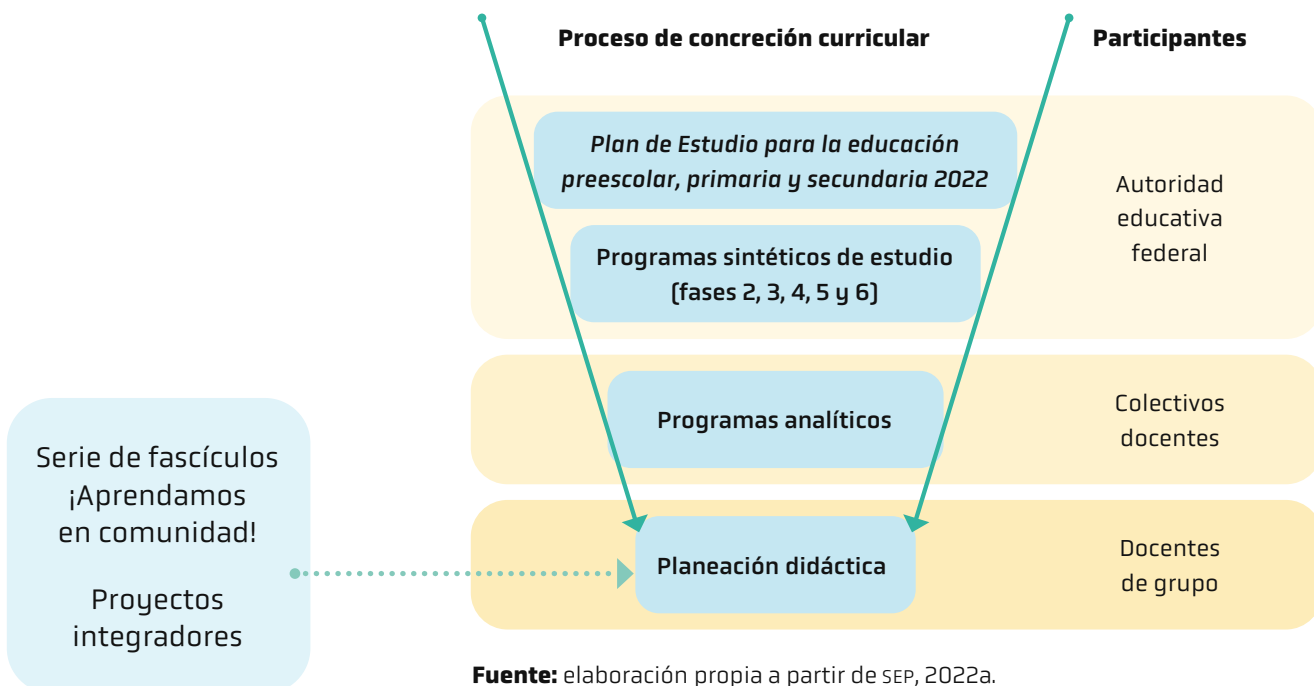 Proceso de concreción curricular
Participantes
Plan de Estudio para la educación
preescolar, primaria y secundaria 2022
Programas sintéticos de estudio
(fases 2, 3, 4, 5 y 6)
Autoridad
educativa
federal
Programas analíticos
Colectivos
docentes
Serie de fascículos
¡Aprendamos
en comunidad!
Proyectos
integradores
Planeación didáctica
Docentes
de grupo
Fuente: elaboración propia a partir de SEP, 2022a.